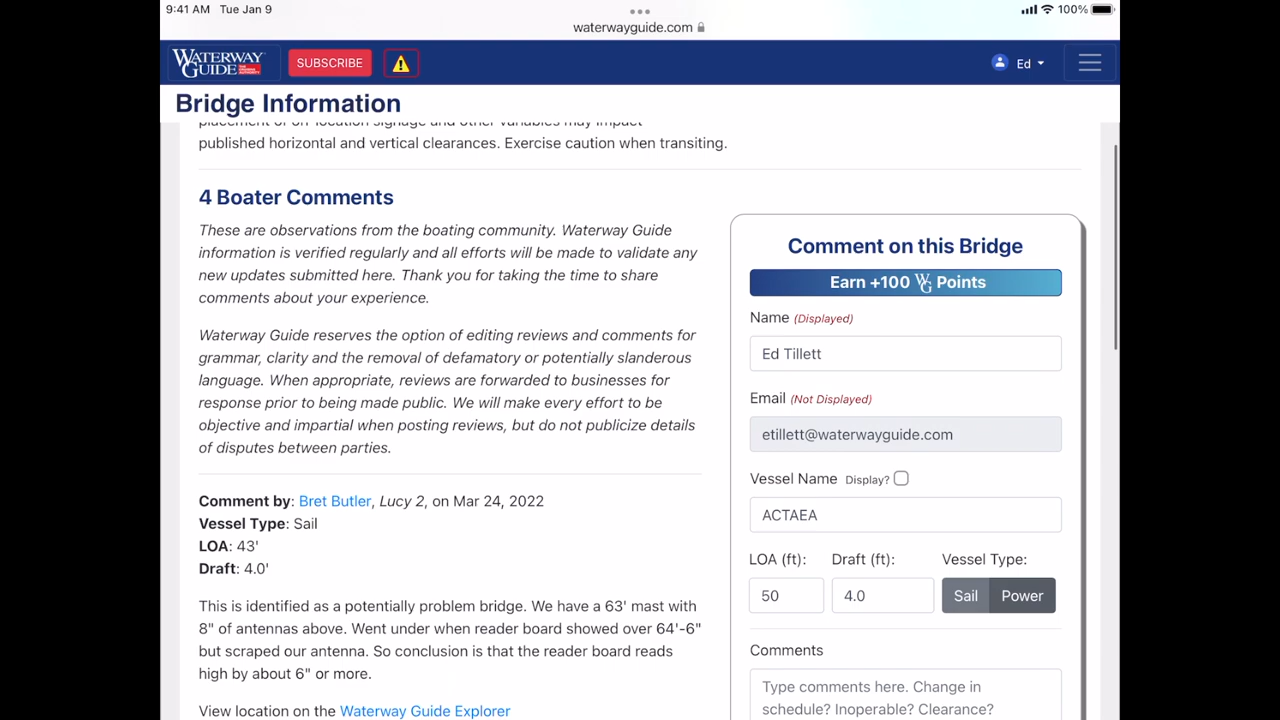 9:41 AM Tue Jan 9
100%
waterwayguide.com
WATERWAY GUIDE
SUBSCRIBE
Ed
Bridge Information
placement of on-location signage and other variables may impact
published horizontal and vertical clearances. Exercise caution when transiting.
4 Boater Comments
These are observations from the boating community. Waterway Guide
information is verified regularly and all efforts will be made to validate any
new updates submitted here. Thank you for taking the time to share
comments about your experience.
Waterway Guide reserves the option of editing reviews and comments for
grammar, clarity and the removal of defamatory or potentially slanderous
language. When appropriate, reviews are forwarded to businesses for
response prior to being made public. We will make every effort to be
objective and impartial when posting reviews, but do not publicize details
of disputes between parties.
Comment by: Bret Butler, Lucy 2, on Mar 24, 2022
Vessel Type: Sail
LOA: 43'
Draft: 4.0'
This is identified as a potentially problem bridge. We have a 63' mast with
8" of antennas above. Went under when reader board showed over 64'-6"
but scraped our antenna. So conclusion is that the reader board reads
high by about 6" or more.
View location on the Waterway Guide Explorer
Comment on this Bridge
Earn +100 WG Points
Name (Displayed)
Ed Tillett
Email (Not Displayed)
etillett@waterwayguide.com
Vessel Name Display?
ACTAEA
LOA (ft): Draft (ft): Vessel Type:
50 4.0 Sail Power
Comments
Type comments here. Change in
schedule? Inoperable? Clearance?